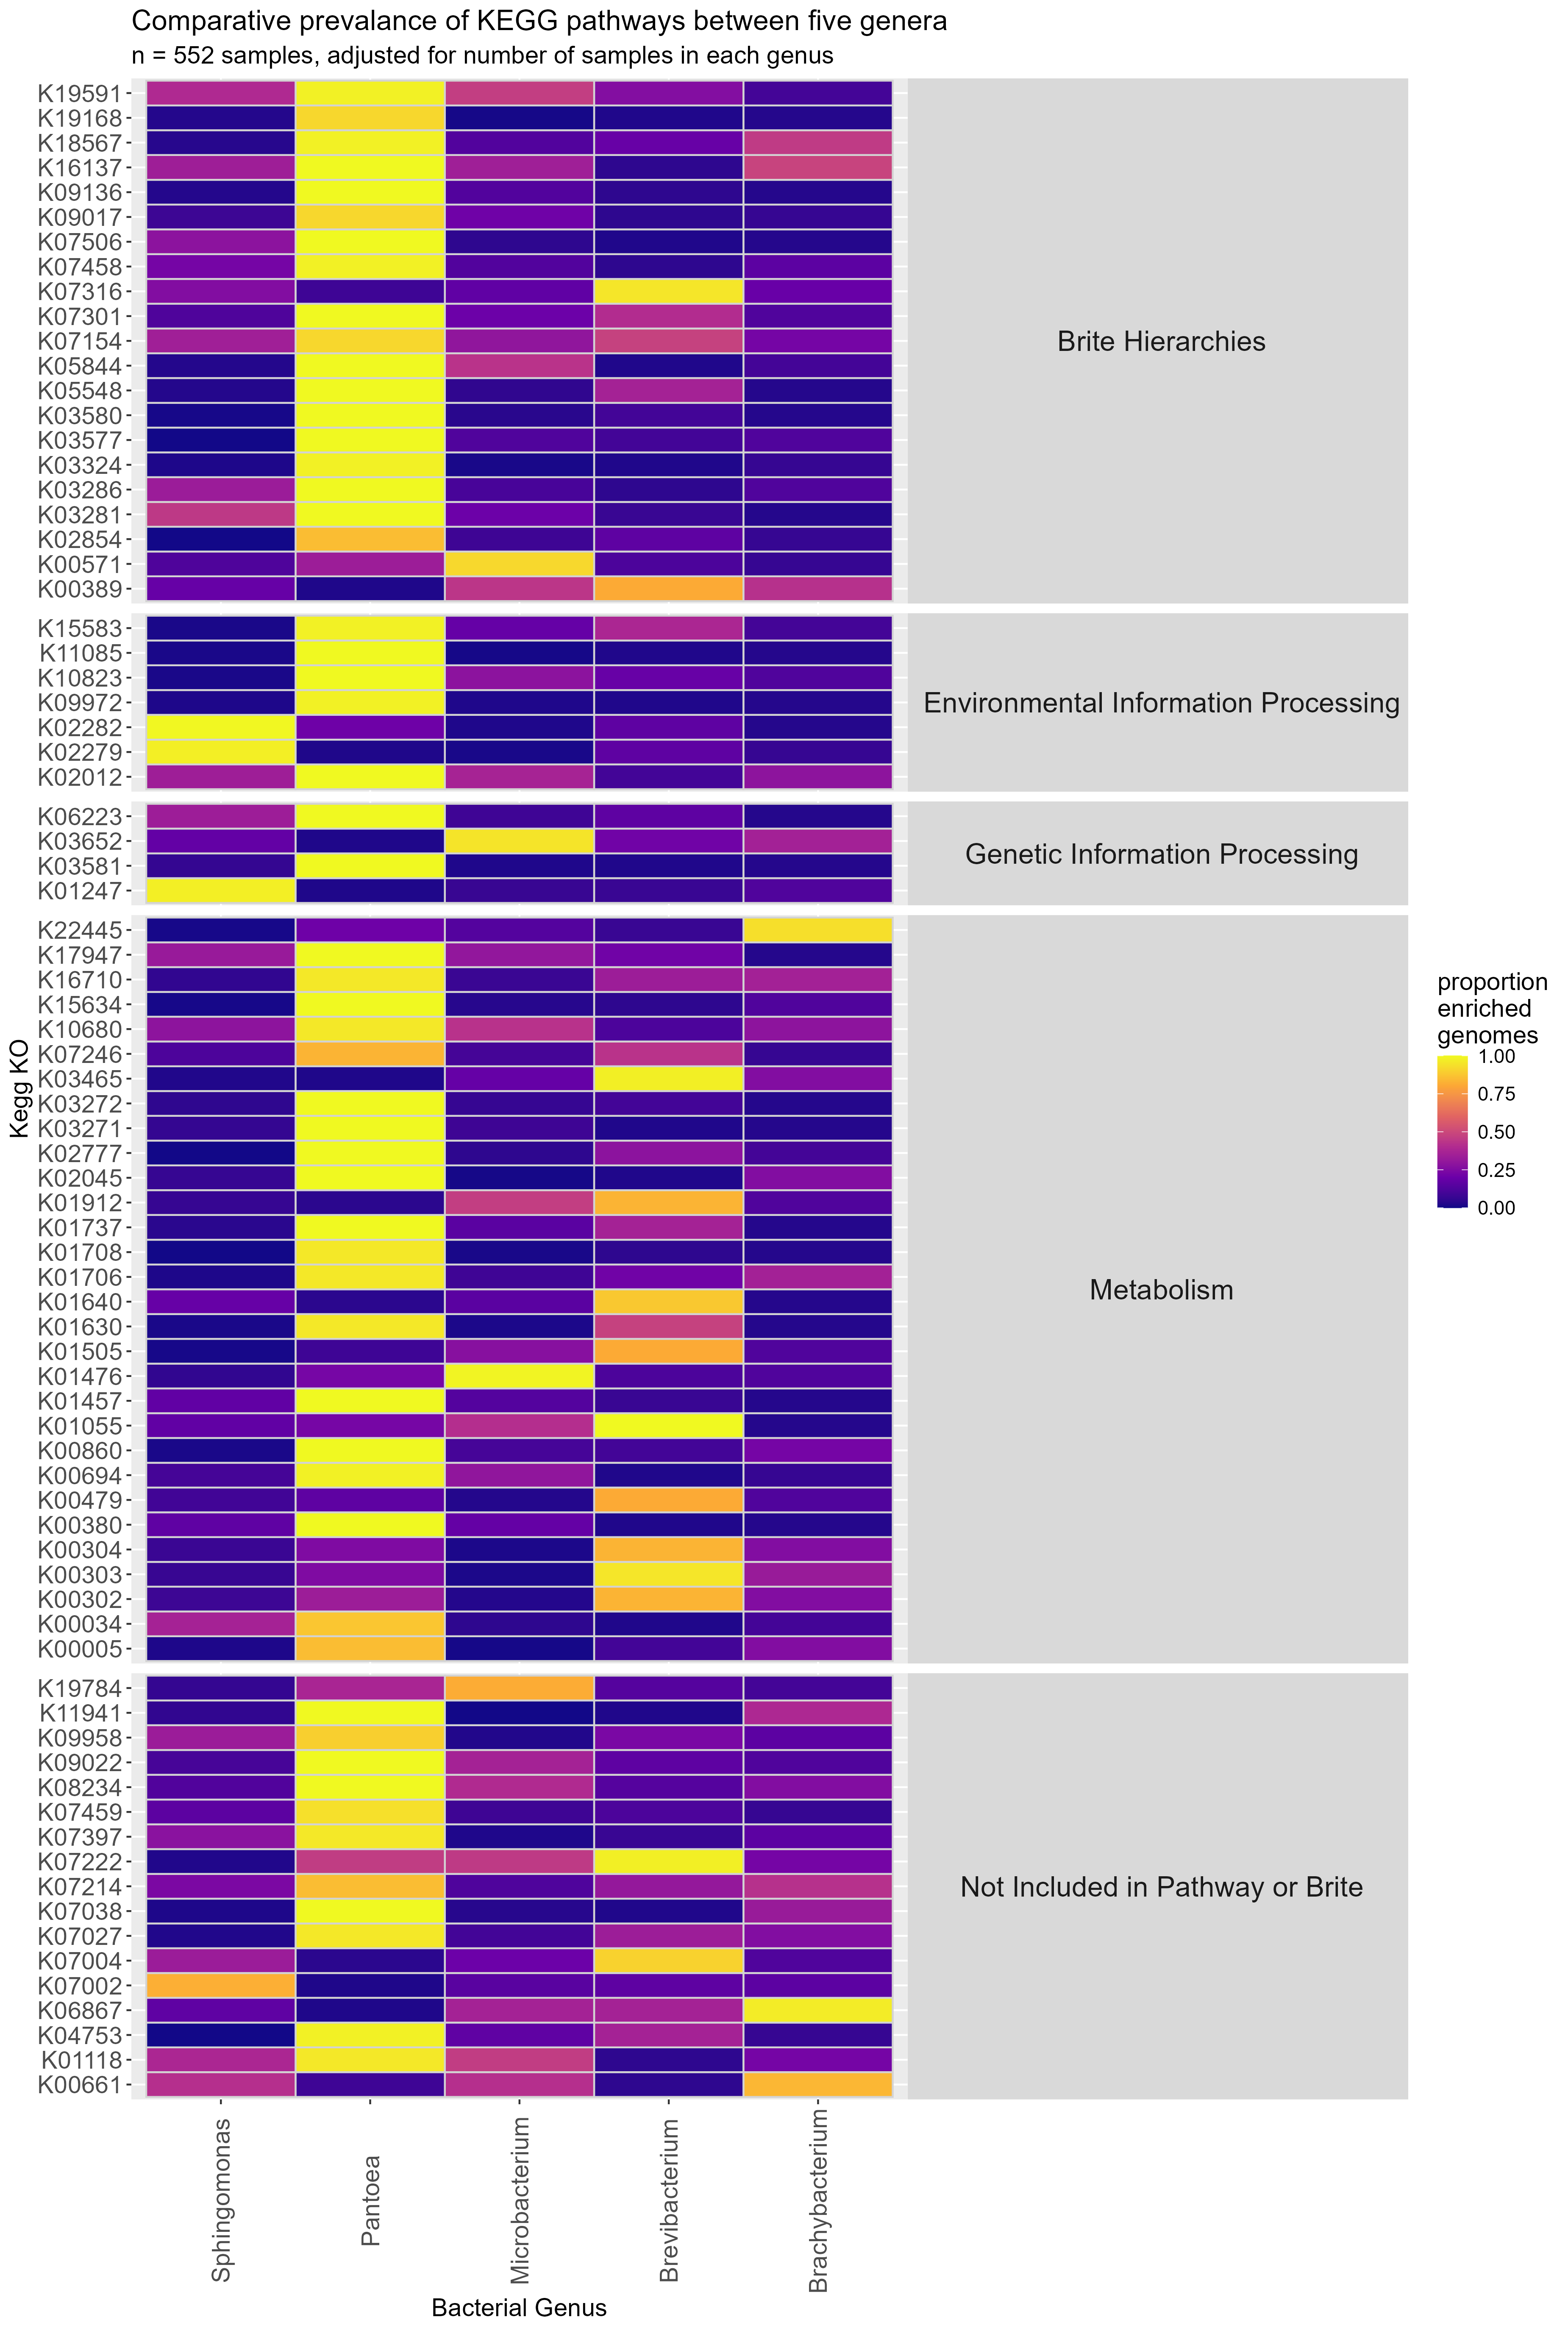 Comparative prevalance of KEGG pathways between five genera
n = 552 samples, adjusted for number of samples in each genus
K19591
K19168
K18567
K16137
K09136
K09017
K07506
K07458
K07316
K07301
K07154
K05844
K05548
K03580
K03577
K03324
K03286
K03281
K02854
K00571
K00389
Brite Hierarchies
K15583
K11085
K10823
K09972
K02282
K02279
K02012
Environmental Information Processing
K06223
K03652
K03581
K01247
Genetic Information Processing
K22445
K17947
K16710
K15634
K10680
K07246
K03465
K03272
K03271
K02777
K02045
K01912
K01737
K01708
K01706
K01640
K01630
K01505
K01476
K01457
K01055
K00860
K00694
K00479
K00380
K00304
K00303
K00302
K00034
K00005
Metabolism
K19784
K11941
K09958
K09022
K08234
K07459
K07397
K07222
K07214
K07038
K07027
K07004
K07002
K06867
K04753
K01118
K00661
Not Included in Pathway or Brite
Kegg KO
Sphingomonas
Pantoea
Microbacterium
Brevibacterium
Brachybacterium
Bacterial Genus
proportion
enriched
genomes
1.00
0.75
0.50
0.25
0.00